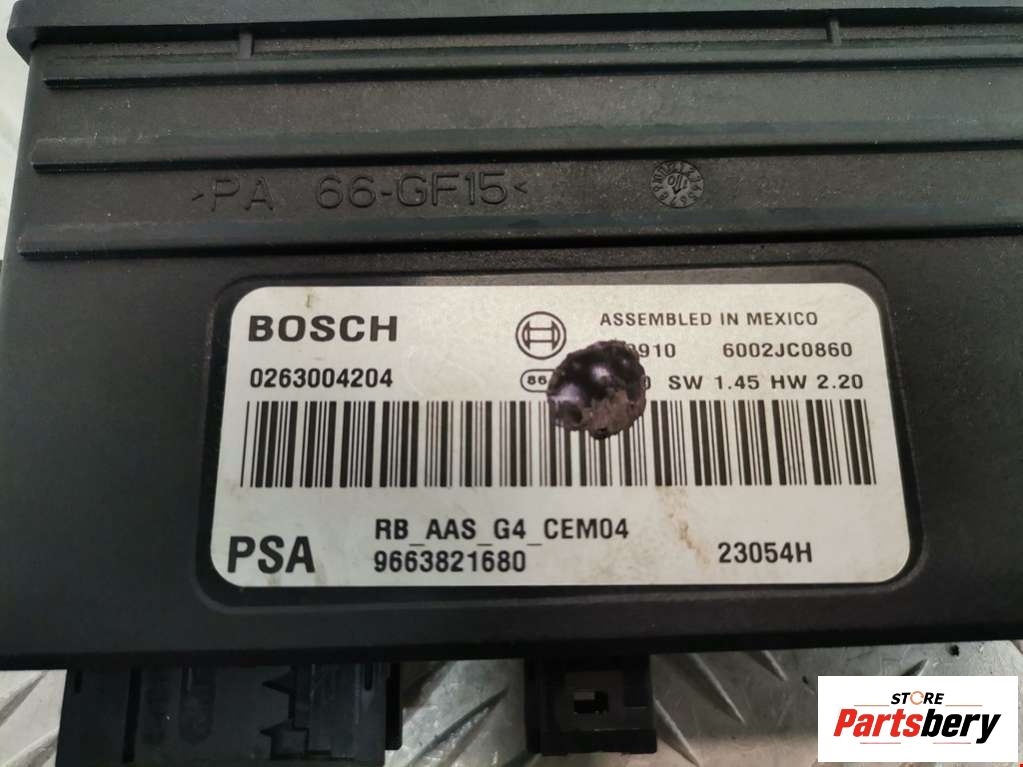 >PA 66-GF15<
BOSCH
ASSEMBLED IN MEXICO
6002JC0860
0263004204
SW 1.45 HW 2.20
RB_AAS_G4_CEM04
PSA
9663821680
23054H
STORE
Partsbery